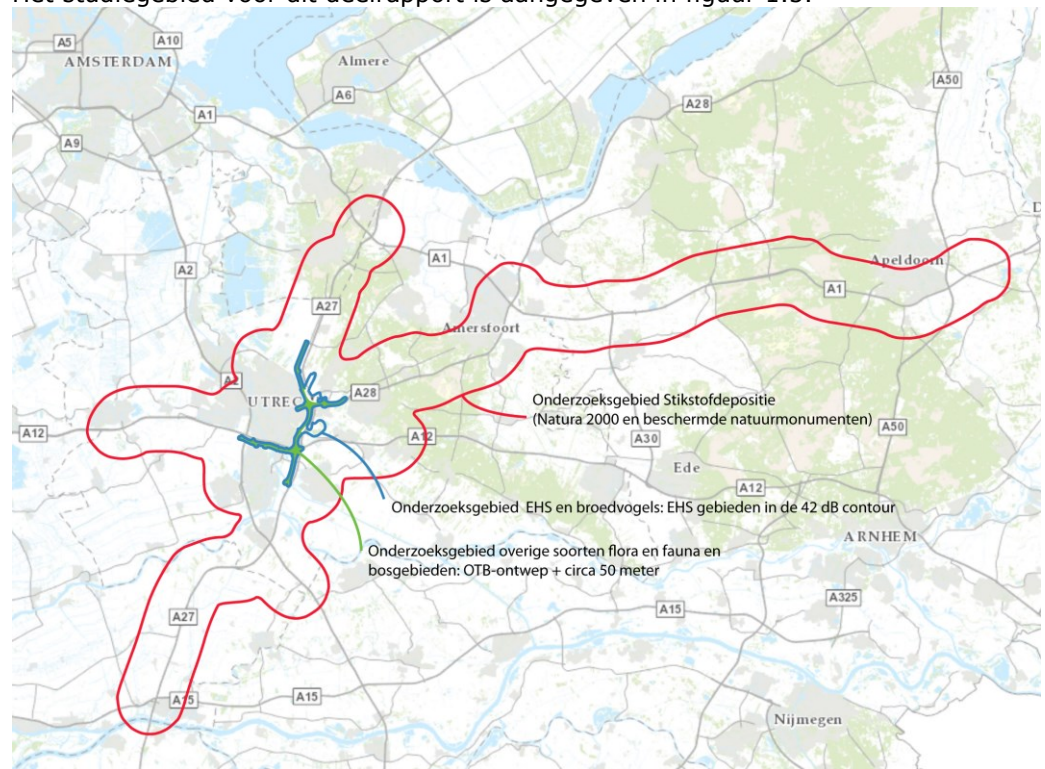 Het studiegebied voor dit deelrapport is aangegeven in figuur 1.3.
A5
A10
AMSTERDAM
Almere
A6
A50
A28
A1
A9
A2
A1
Apeldoorn
A1
A27
Amersfoort
A2
UTREC
A28
Onderzoeksgebied Stikstofdepositie
(Natura 2000 en beschermde natuurmonumenten)
A12
A12
A30
A50
Ede
A12
Onderzoeksgebied EHS en broedvogels: EHS gebieden in de 42 dB contour
ARNHEM
Onderzoeksgebied overige soorten flora en fauna en
bosgebieden: OTB-ontwep + circa 50 meter
A325
A15
A27
A15
A15
Nijmegen